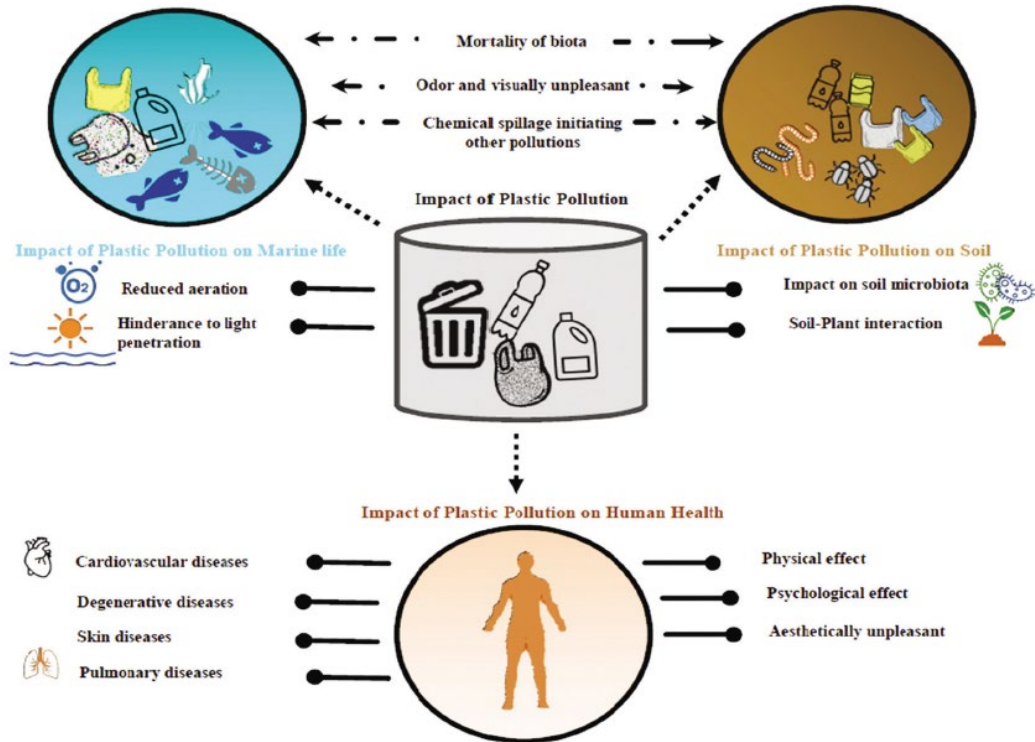 Mortality of biota
Odor and visually unpleasant
Chemical spillage initiating
other pollutions
Impact of Plastic Pollution
Impact of Plastic Pollution on Marine life
Impact of Plastic Pollution on Soil
O2
Reduced aeration
Hinderance to light
penetration
Impact on soil microbiota
Soil-Plant interaction
Impact of Plastic Pollution on Human Health
Cardiovascular diseases
Degenerative diseases
Skin diseases
Pulmonary diseases
Physical effect
Psychological effect
Aesthetically unpleasant